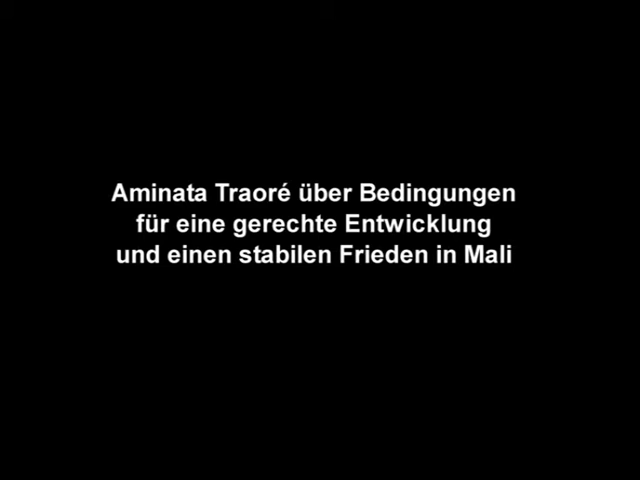 Aminata Traoré über Bedingungen
für eine gerechte Entwicklung
und einen stabilen Frieden in Mali